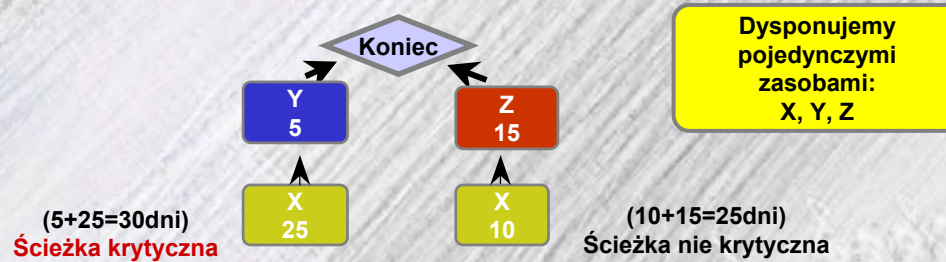 Koniec
Dysponujemy
pojedynczymi
zasobami:
X, Y, Z
Y
5
Z
15
X
25
X
10
(5+25=30dni)
Ścieżka krytyczna
(10+15=25dni)
Ścieżka nie krytyczna